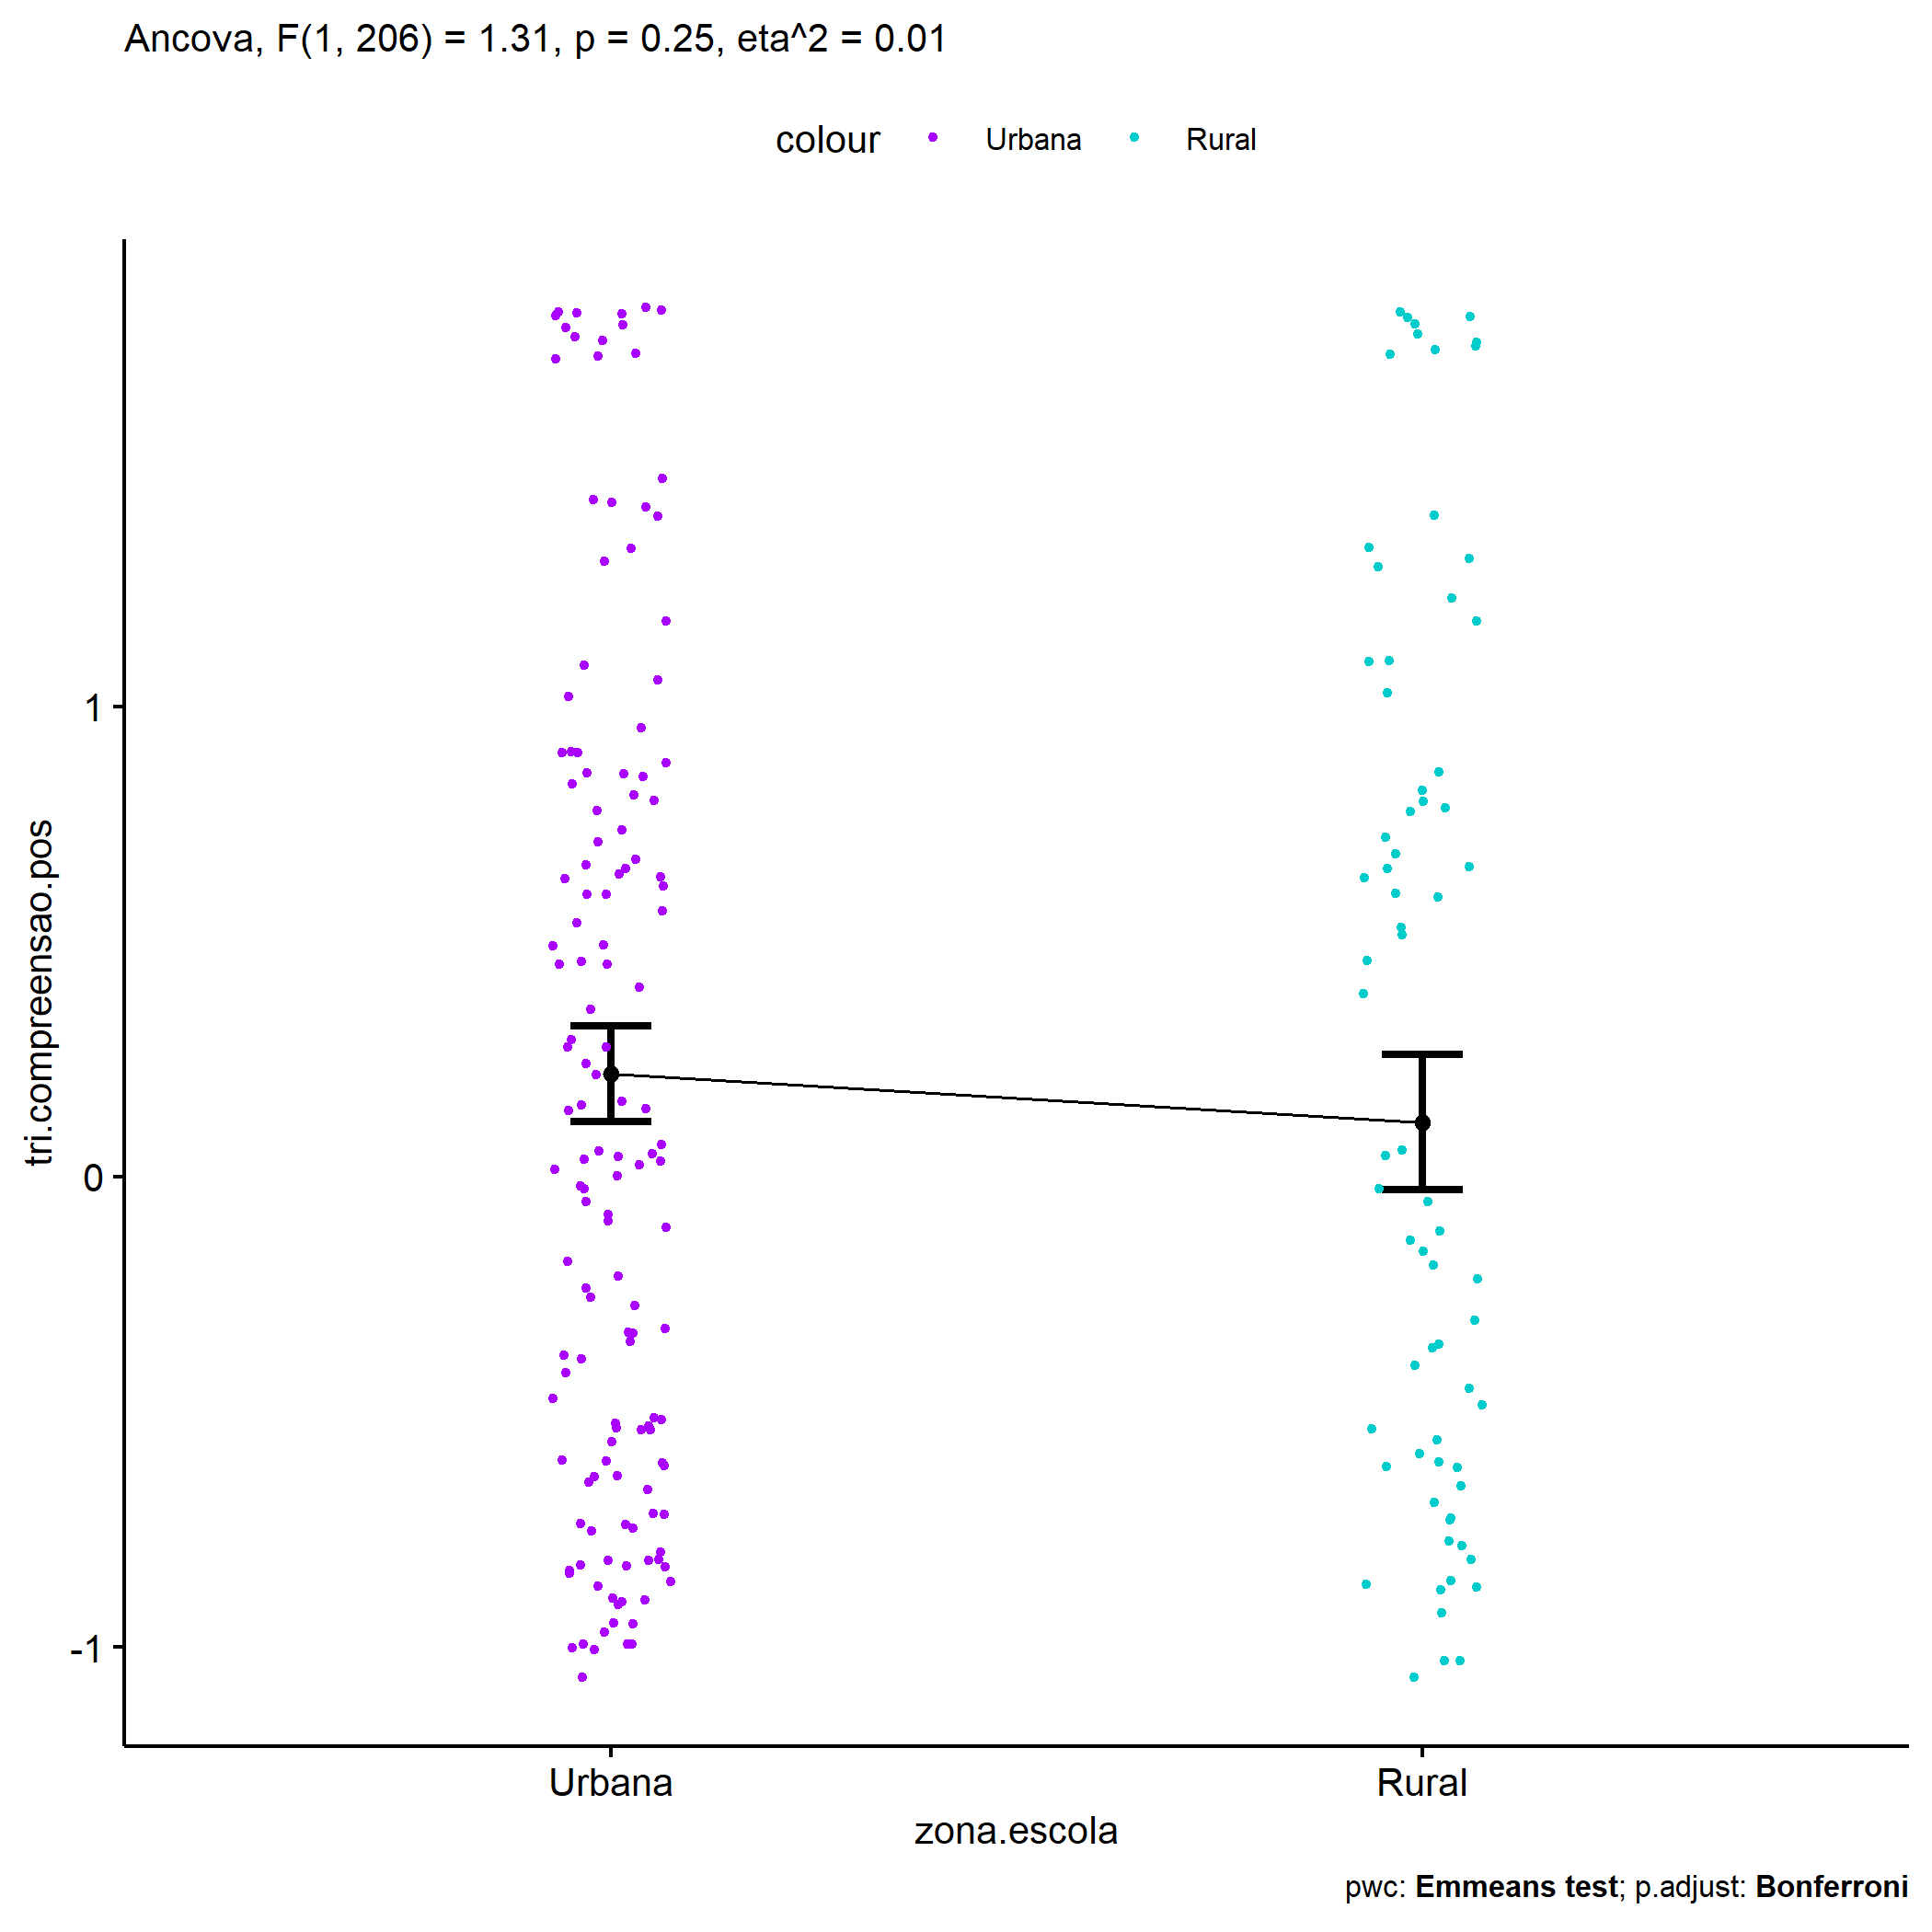 Ancova, F(1, 206) = 1.31, p = 0.25, eta^2 = 0.01
colour Urbana Rural
tri.compreensao.pos
1
0
-1
Urbana Rural
zona.escola
pwc: Emmeans test; p.adjust: Bonferroni